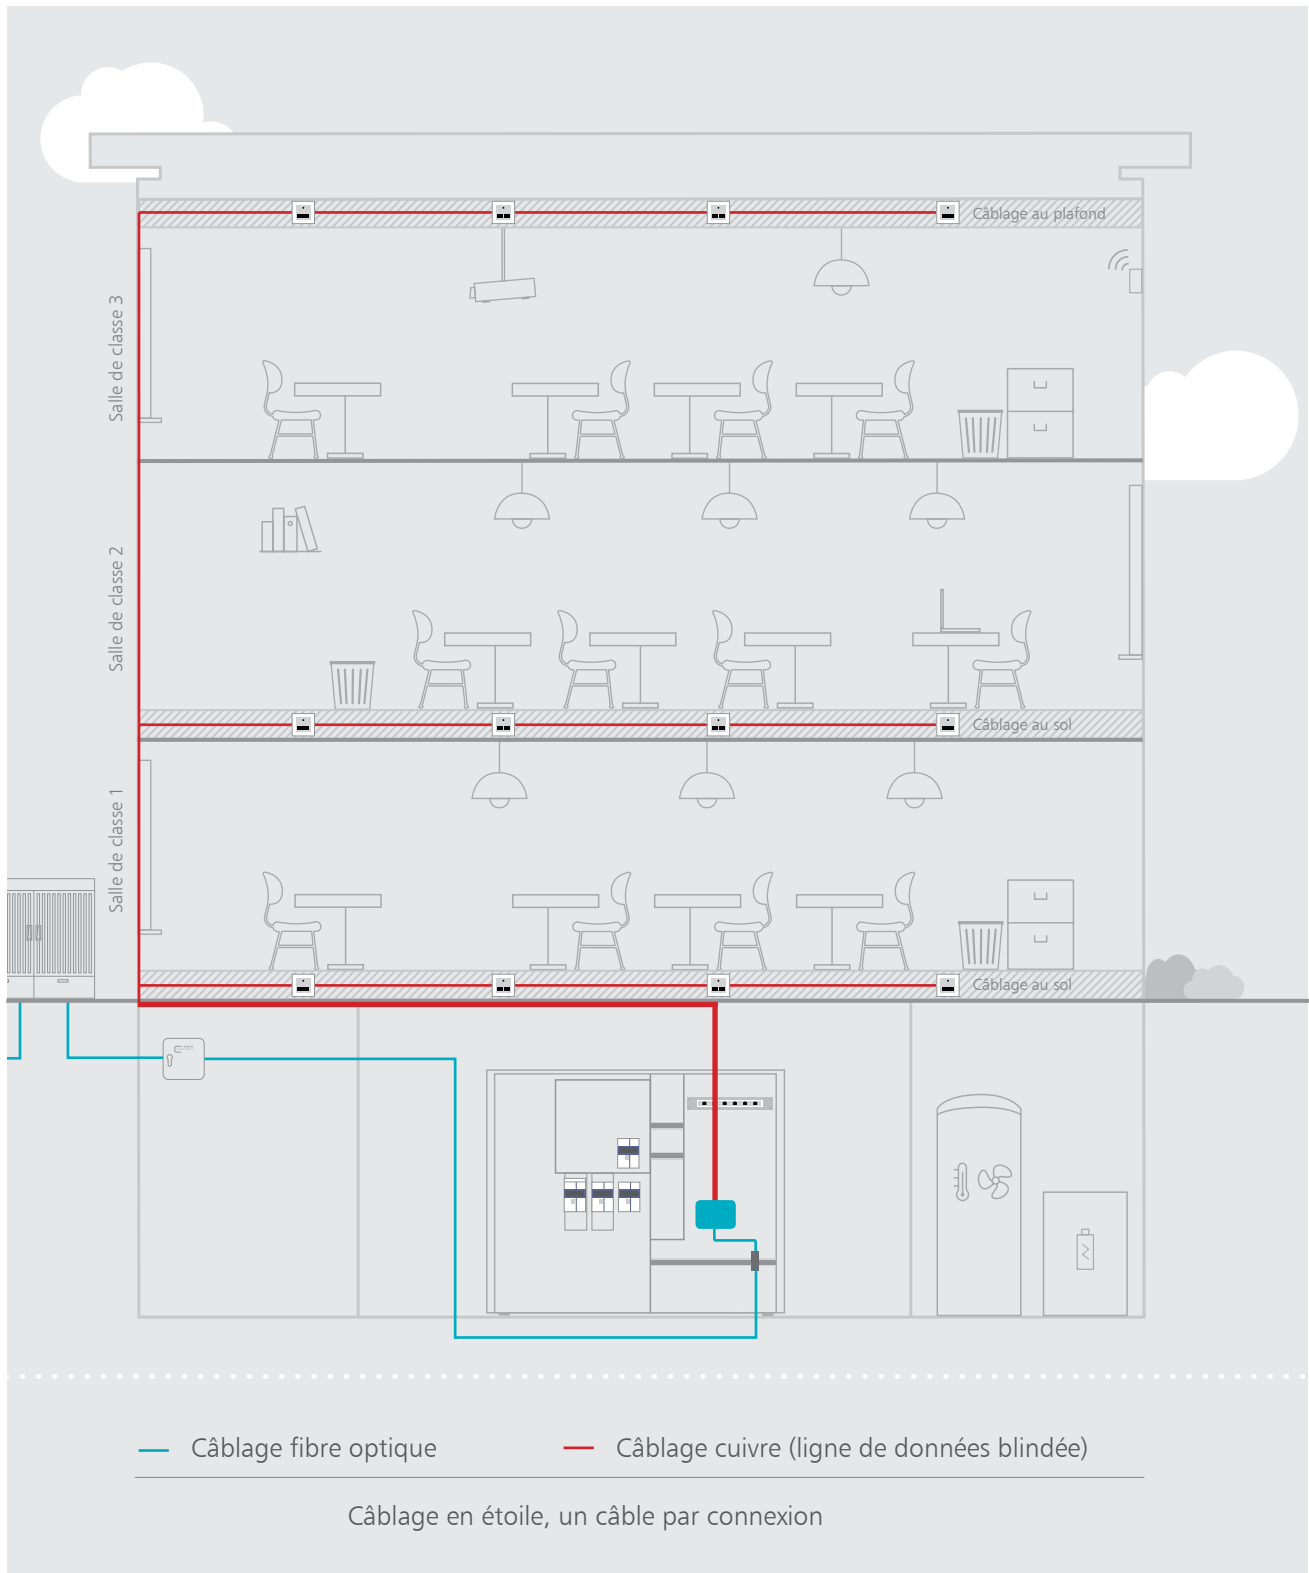 Câblage au plafond
Salle de classe 3
Salle de classe 2
Câblage au sol
Salle de classe 1
Câblage au sol
Câblage fibre optique
Câblage cuivre (ligne de données blindée)
Câblage en étoile, un câble par connexion